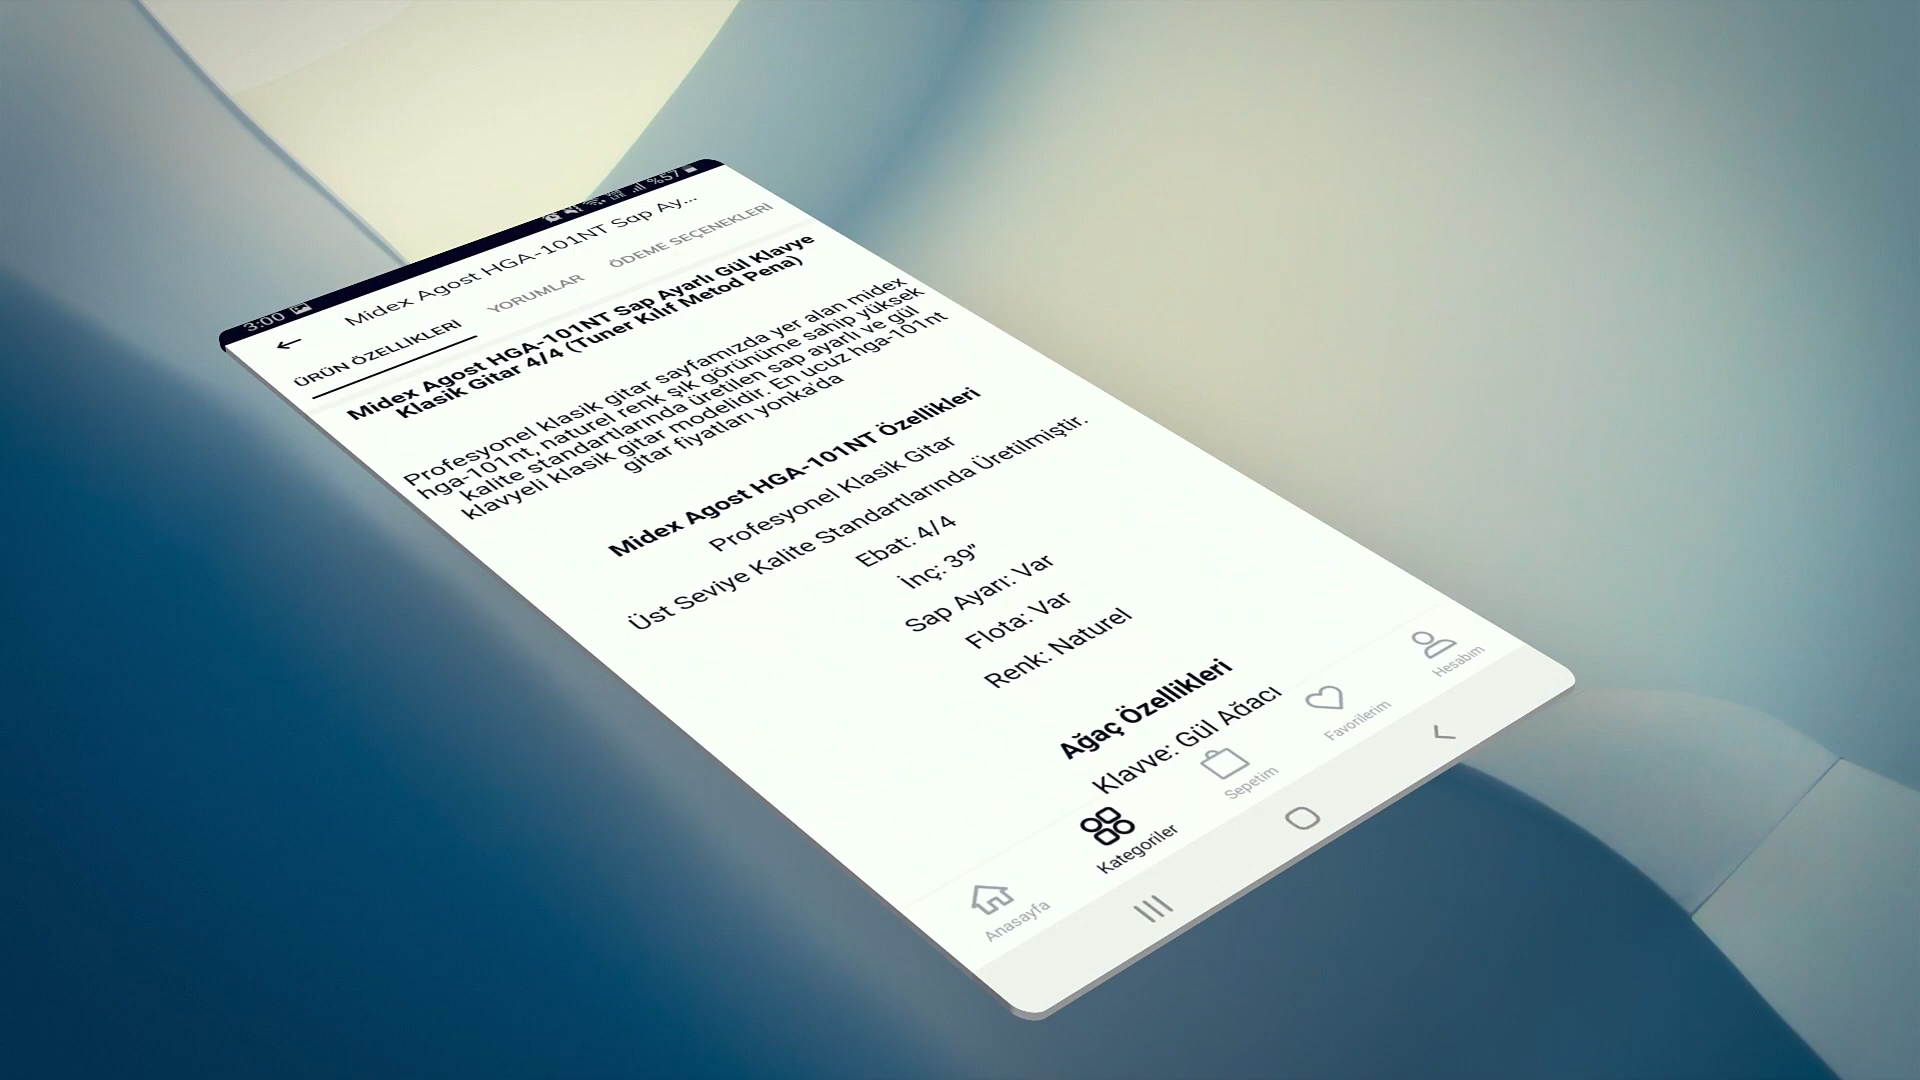 3:00
%57
Midex Agost HGA-101NT Sap Ay...
ÜRÜN ÖZELLİKLERİ
YORUMLAR
ÖDEME SEÇENEKLERİ
Midex Agost HGA-101NT Sap Ayarlı Gül Klavye
Klasik Gitar 4/4 (Tuner Kılıf Metod Pena)
Profesyonel klasik gitar sayfamızda yer alan midex
hga-101nt, naturel renk şık görünüme sahip yüksek
kalite standartlarında üretilen sap ayarlı ve gül
klavyeli klasik gitar modelidir. En ucuz hga-101nt
gitar fiyatları yonka'da
Midex Agost HGA-101NT Özellikleri
Profesyonel Klasik Gitar
Üst Seviye Kalite Standartlarında Üretilmiştir.
Ebat: 4/4
İnç: 39"
Sap Ayarı: Var
Flota: Var
Renk: Naturel
Ağaç Özellikleri
Klavye: Gül Ağacı
Anasayfa
Kategoriler
Sepetim
Favorilerim
Hesabım